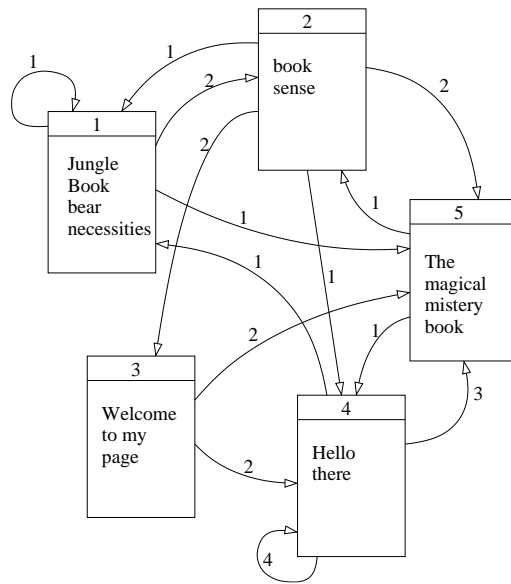 2
book
sense
1
1
2
2
2
1
Jungle
Book
bear
necessities
1
1
5
The
magical
mistery
book
1
1
2
1
3
Welcome
to my
page
4
Hello
there
3
2
4